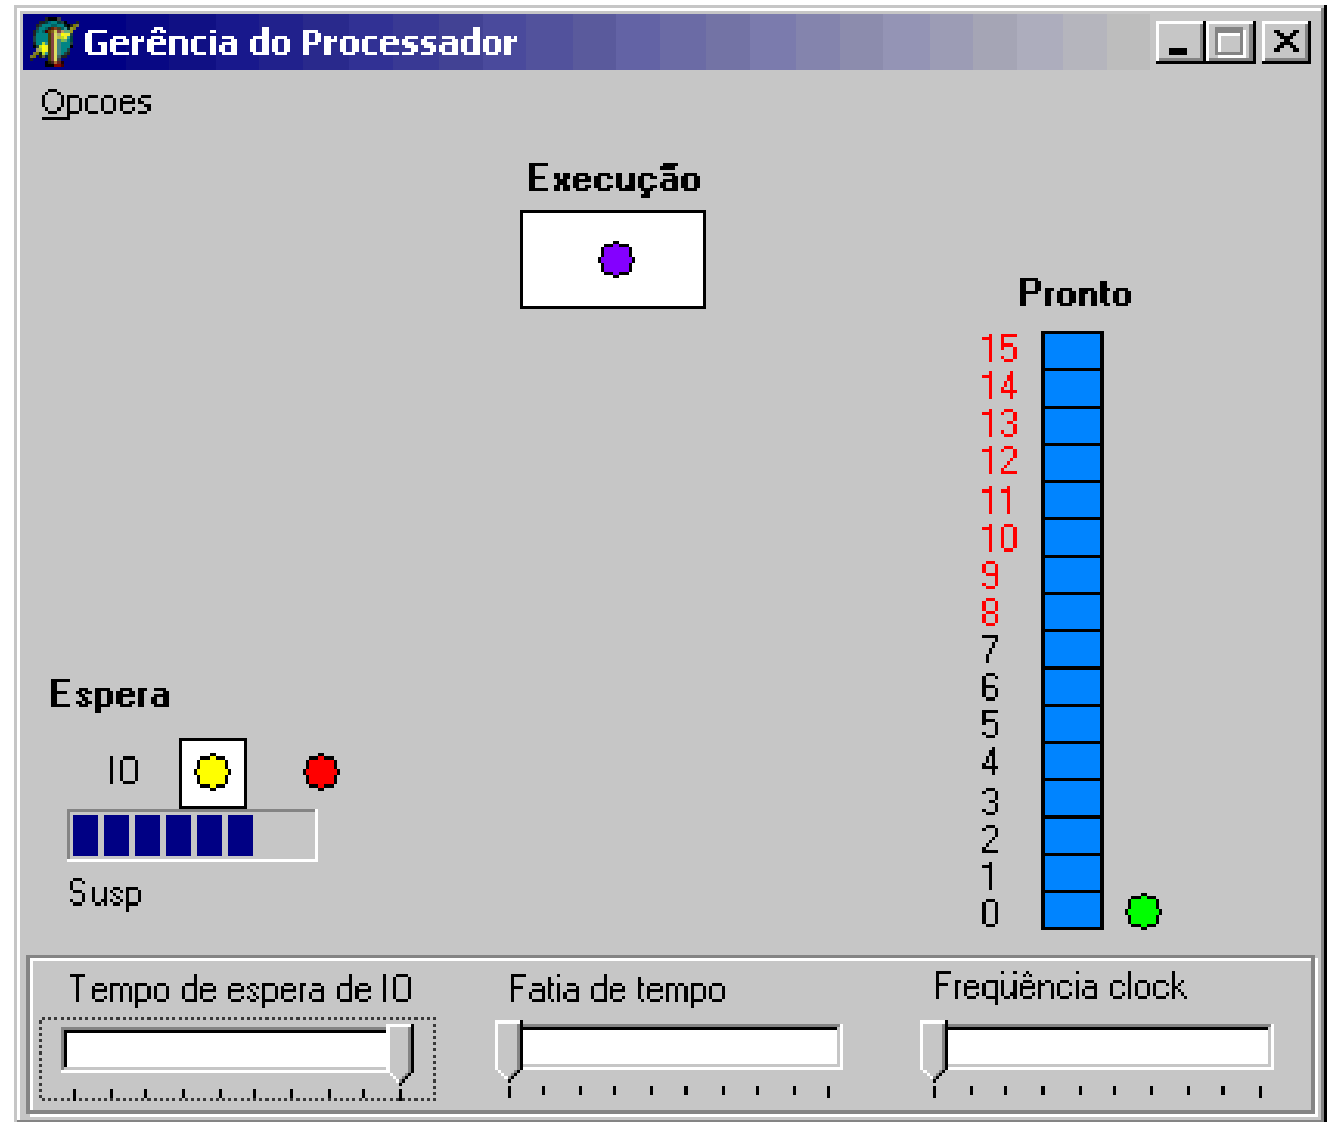 Gerência do Processador
Opcoes
Execução
Pronto
15
14
13
12
11
10
9
8
7
6
5
4
3
2
1
0
Espera
IO
Susp
Tempo de espera de IO
Fatia de tempo
Freqüência clock